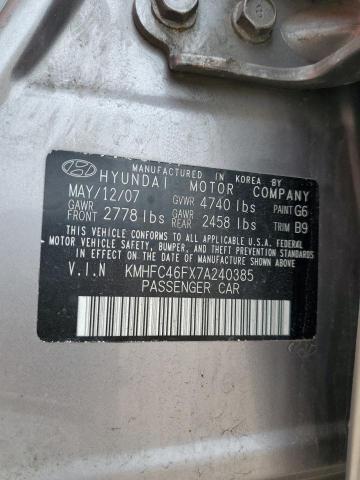 MANUFACTURED IN KOREA BY
HYUNDAI MOTOR COMPANY
MAY/12/07 GVWR 4740 lbs PAINT G6
GAWR FRONT 2778 lbs GAWR REAR 2458 lbs TRIM B9
THIS VEHICLE CONFORMS TO ALL APPLICABLE U.S.A. FEDERAL
MOTOR VEHICLE SAFETY, BUMPER, AND THEFT PREVENTION
STANDARDS IN EFFECT ON THE DATE OF MANUFACTURE SHOWN ABOVE.
V.I.N KMHFC46FX7A240385
PASSENGER CAR